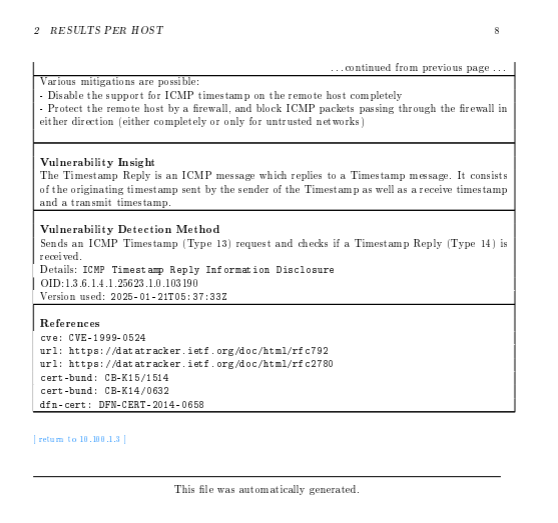 2 RESULTS PER HOST 8
...continued from previous page ...
Various mitigations are possible:
- Disable the support for ICMP timestamp on the remote host completely
- Protect the remote host by a firewall, and block ICMP packets passing through the firewall in
either direction (either completely or only for untrusted networks)
Vulnerability Insight
The Timestamp Reply is an ICMP message which replies to a Timestamp message. It consists
of the originating timestamp sent by the sender of the Timestamp as well as a receive timestamp
and a transmit timestamp.
Vulnerability Detection Method
Sends an ICMP Timestamp (Type 13) request and checks if a Timestamp Reply (Type 14) is
received.
Details: ICMP Timestamp Reply Information Disclosure
OID:1.3.6.1.4.1.25623.1.0.103190
Version used: 2025-01-21T05:37:33Z
References
cve: CVE-1999-0524
url: https://datatracker.ietf.org/doc/html/rfc792
url: https://datatracker.ietf.org/doc/html/rfc2780
cert-bund: CB-K15/1514
cert-bund: CB-K14/0632
dfn-cert: DFN-CERT-2014-0658
[ return to 10.100.1.3 ]
This file was automatically generated.